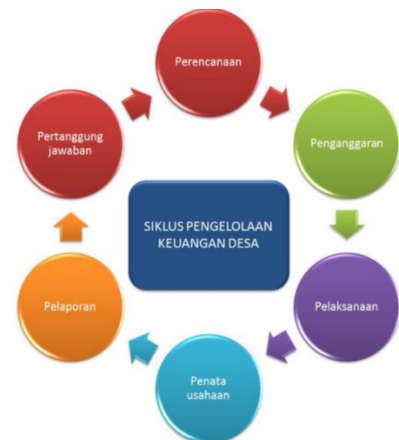 Perencanaan
Penganggaran
Pelaksanaan
Penata
usahaan
Pelaporan
Pertanggung
jawaban
SIKLUS PENGELOLAAN
KEUANGAN DESA